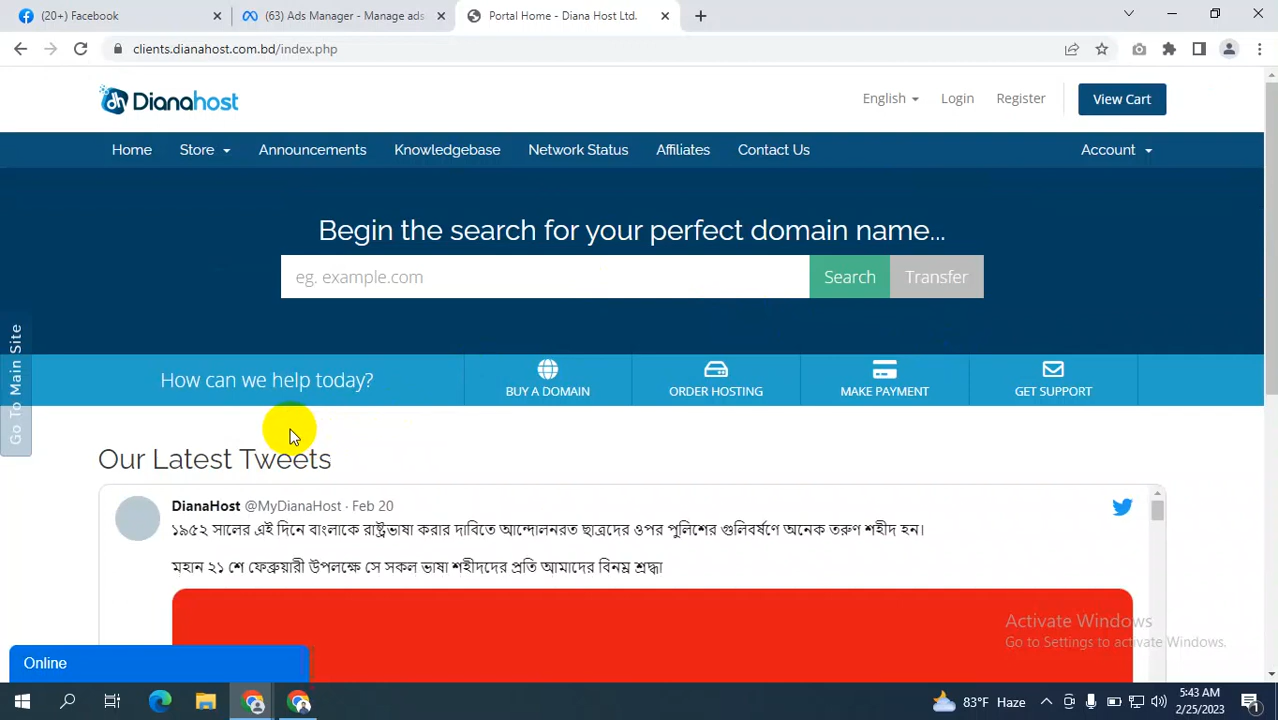 (20+) Facebook
(63) Ads Manager - Manage ads
Portal Home - Diana Host Ltd.
clients.dianahost.com.bd/index.php
Dianahost
English
Login
Register
View Cart
Home
Store
Announcements
Knowledgebase
Network Status
Affiliates
Contact Us
Account
Begin the search for your perfect domain name...
eg. example.com
Search
Transfer
Go To Main Site
How can we help today?
BUY A DOMAIN
ORDER HOSTING
MAKE PAYMENT
GET SUPPORT
Our Latest Tweets
DianaHost @MyDianaHost · Feb 20
১৯৫২ সালের এই দিনে বাংলাকে রাষ্ট্রভাষা করার দাবিতে আন্দোলনরত ছাত্রদের ওপর পুলিশের গুলিবর্ষণে অনেক তরুণ শহীদ হন।
মহান ২১ শে ফেব্রুয়ারী উপলক্ষে সে সকল ভাষা শহীদদের প্রতি আমাদের বিনম্র শ্রদ্ধা
Activate Windows
Go to Settings to activate Windows.
Online
83°F Haze
5:43 AM
2/25/2023
1